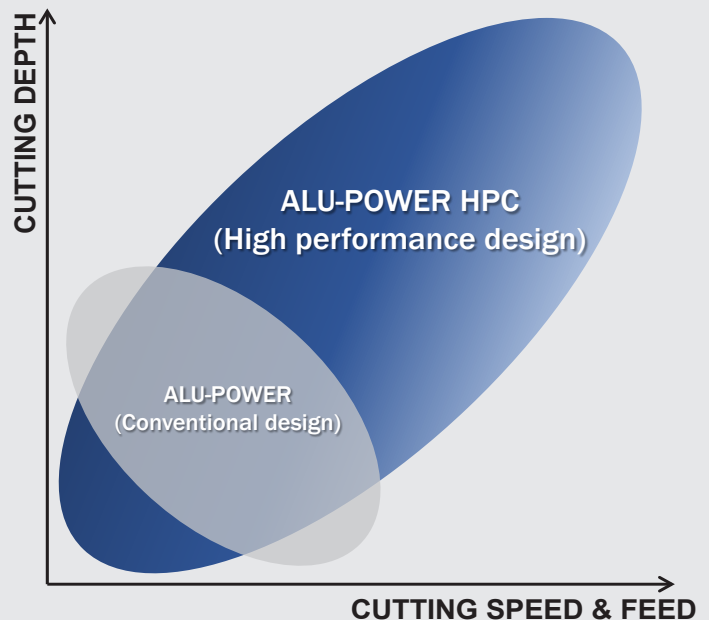 CUTTING DEPTH
ALU-POWER HPC
(High performance design)
ALU-POWER
(Conventional design)
CUTTING SPEED & FEED